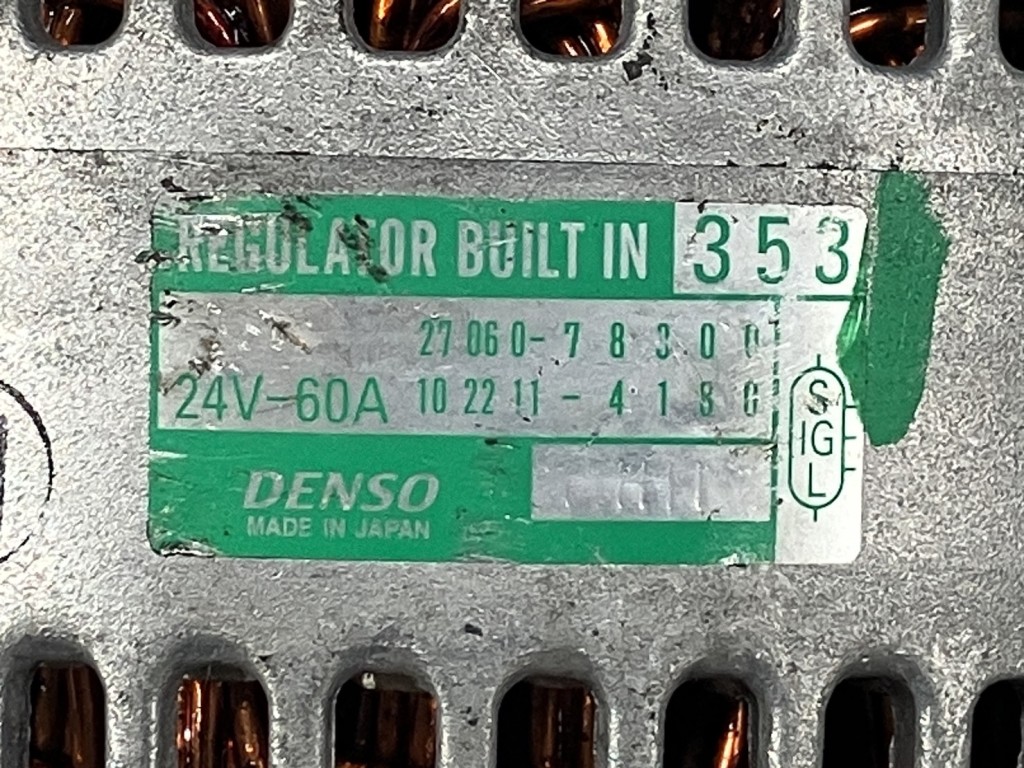 REGULATOR BUILT IN 353
27060-78300
24V-60A 102211-4180
DENSO
MADE IN JAPAN
S
IG
L